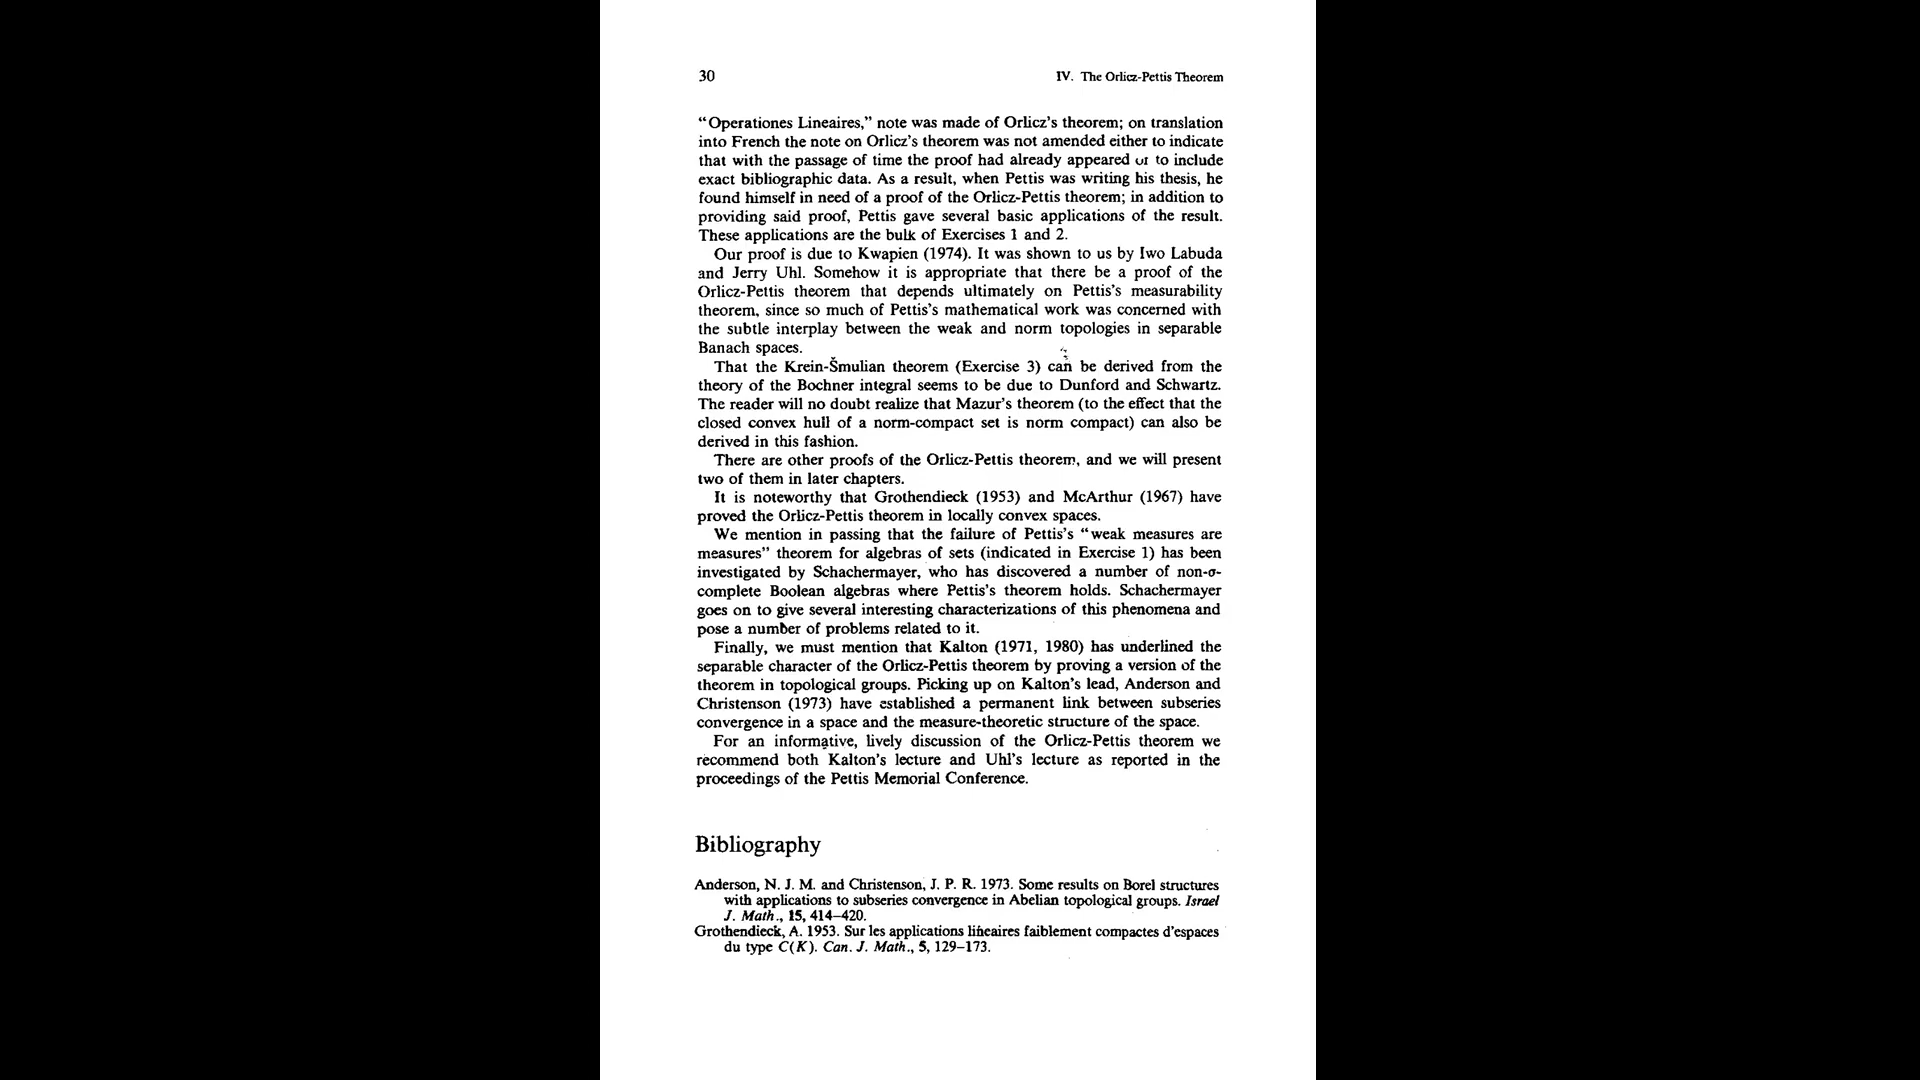 30 IV. The Orlicz-Pettis Theorem
“Operationes Lineaires,” note was made of Orlicz’s theorem; on translation
into French the note on Orlicz’s theorem was not amended either to indicate
that with the passage of time the proof had already appeared or to include
exact bibliographic data. As a result, when Pettis was writing his thesis, he
found himself in need of a proof of the Orlicz-Pettis theorem; in addition to
providing said proof, Pettis gave several basic applications of the result.
These applications are the bulk of Exercises 1 and 2.
Our proof is due to Kwapien (1974). It was shown to us by Iwo Labuda
and Jerry Uhl. Somehow it is appropriate that there be a proof of the
Orlicz-Pettis theorem that depends ultimately on Pettis’s measurability
theorem, since so much of Pettis’s mathematical work was concerned with
the subtle interplay between the weak and norm topologies in separable
Banach spaces.
That the Krein-Šmulian theorem (Exercise 3) can be derived from the
theory of the Bochner integral seems to be due to Dunford and Schwartz.
The reader will no doubt realize that Mazur’s theorem (to the effect that the
closed convex hull of a norm-compact set is norm compact) can also be
derived in this fashion.
There are other proofs of the Orlicz-Pettis theorem, and we will present
two of them in later chapters.
It is noteworthy that Grothendieck (1953) and McArthur (1967) have
proved the Orlicz-Pettis theorem in locally convex spaces.
We mention in passing that the failure of Pettis’s “weak measures are
measures” theorem for algebras of sets (indicated in Exercise 1) has been
investigated by Schachermayer, who has discovered a number of non-σ-
complete Boolean algebras where Pettis’s theorem holds. Schachermayer
goes on to give several interesting characterizations of this phenomena and
pose a number of problems related to it.
Finally, we must mention that Kalton (1971, 1980) has underlined the
separable character of the Orlicz-Pettis theorem by proving a version of the
theorem in topological groups. Picking up on Kalton’s lead, Anderson and
Christenson (1973) have established a permanent link between subseries
convergence in a space and the measure-theoretic structure of the space.
For an informative, lively discussion of the Orlicz-Pettis theorem we
recommend both Kalton’s lecture and Uhl’s lecture as reported in the
proceedings of the Pettis Memorial Conference.
Bibliography
Anderson, N. J. M. and Christenson, J. P. R. 1973. Some results on Borel structures
with applications to subseries convergence in Abelian topological groups. Israel
J. Math., 15, 414–420.
Grothendieck, A. 1953. Sur les applications linéaires faiblement compactes d’espaces
du type C(K). Can. J. Math., 5, 129–173.